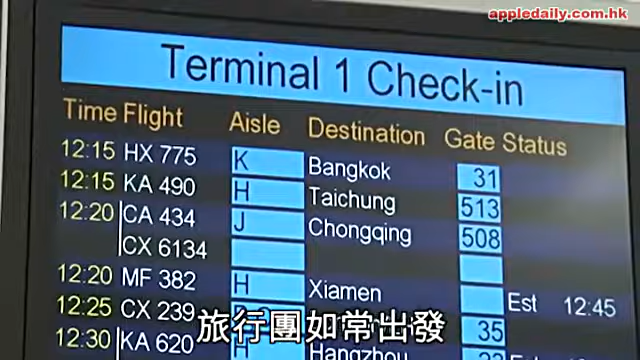 appledaily.com.hk
Terminal 1 Check-in
Time Flight Aisle Destination Gate Status
12:15 HX 775 K Bangkok 31
12:15 KA 490 H Taichung 513
12:20 CA 434 J Chongqing 508
CX 6134
12:20 MF 382 H Xiamen Est 12:45
12:25 CX 239 35
旅行團如常出發
12:30 KA 620 H Hangzhou